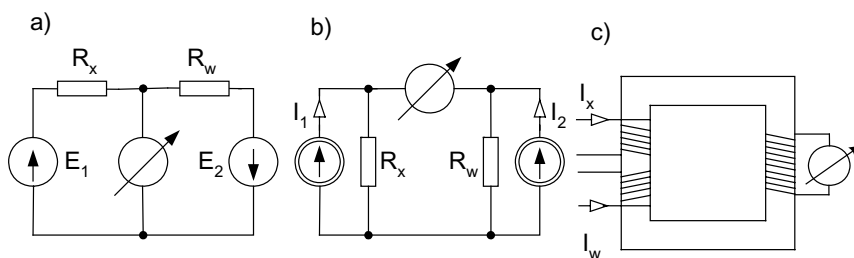 a)
R_x
R_w
E_1
E_2
b)
I_1
R_x
R_w
I_2
c)
I_x
I_w